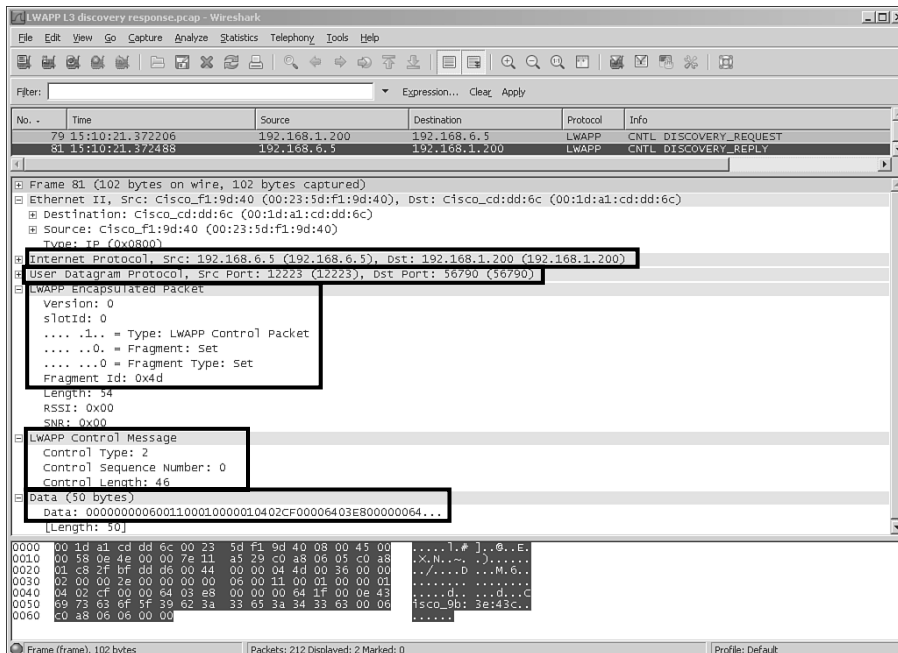 LWAPP L3 discovery response.pcap - Wireshark
File Edit View Go Capture Analyze Statistics Telephony Tools Help
Filter: Expression... Clear Apply
No. - Time Source Destination Protocol Info
79 15:10:21.372206 192.168.1.200 192.168.6.5 LWAPP CNTL DISCOVERY_REQUEST
81 15:10:21.372488 192.168.6.5 192.168.1.200 LWAPP CNTL DISCOVERY_REPLY
Frame 81 (102 bytes on wire, 102 bytes captured)
Ethernet II, Src: Cisco_f1:9d:40 (00:23:5d:f1:9d:40), Dst: Cisco_cd:dd:6c (00:1d:a1:cd:dd:6c)
Destination: Cisco_cd:dd:6c (00:1d:a1:cd:dd:6c)
Source: Cisco_f1:9d:40 (00:23:5d:f1:9d:40)
Type: IP (0x0800)
Internet Protocol, Src: 192.168.6.5 (192.168.6.5), Dst: 192.168.1.200 (192.168.1.200)
User Datagram Protocol, Src Port: 12223 (12223), Dst Port: 56790 (56790)
LWAPP Encapsulated Packet
Version: 0
slotId: 0
.... .1.. = Type: LWAPP Control Packet
.... ..0. = Fragment: Set
.... ...0 = Fragment Type: Set
Fragment Id: 0x4d
Length: 54
RSSI: 0x00
SNR: 0x00
LWAPP Control Message
Control Type: 2
Control Sequence Number: 0
Control Length: 46
Data (50 bytes)
Data: 0000000006001100010000010402CF00006403E800000064...
[Length: 50]
0000 00 1d a1 cd dd 6c 00 23 5d f1 9d 40 08 00 45 00 .....l.# ]..@..E.
0010 00 58 0e 4e 00 00 7e 11 a5 29 c0 a8 06 05 c0 a8 .X.N..~. .)......
0020 01 c8 2f bf dd d6 00 44 00 00 04 4d 00 36 00 00 ../....D ...M.6..
0030 02 00 00 2e 00 00 00 00 06 00 11 00 01 00 00 01 ........ ........
0040 04 02 cf 00 00 64 03 e8 00 00 00 64 1f 00 0e 43 .....d.. ...d...C
0050 69 73 63 6f 5f 39 62 3a 33 65 3a 34 33 63 00 06 isco_9b: 3e:43c..
0060 c0 a8 06 06 00 00 ......
Frame (frame), 102 bytes Packets: 212 Displayed: 2 Marked: 0 Profile: Default